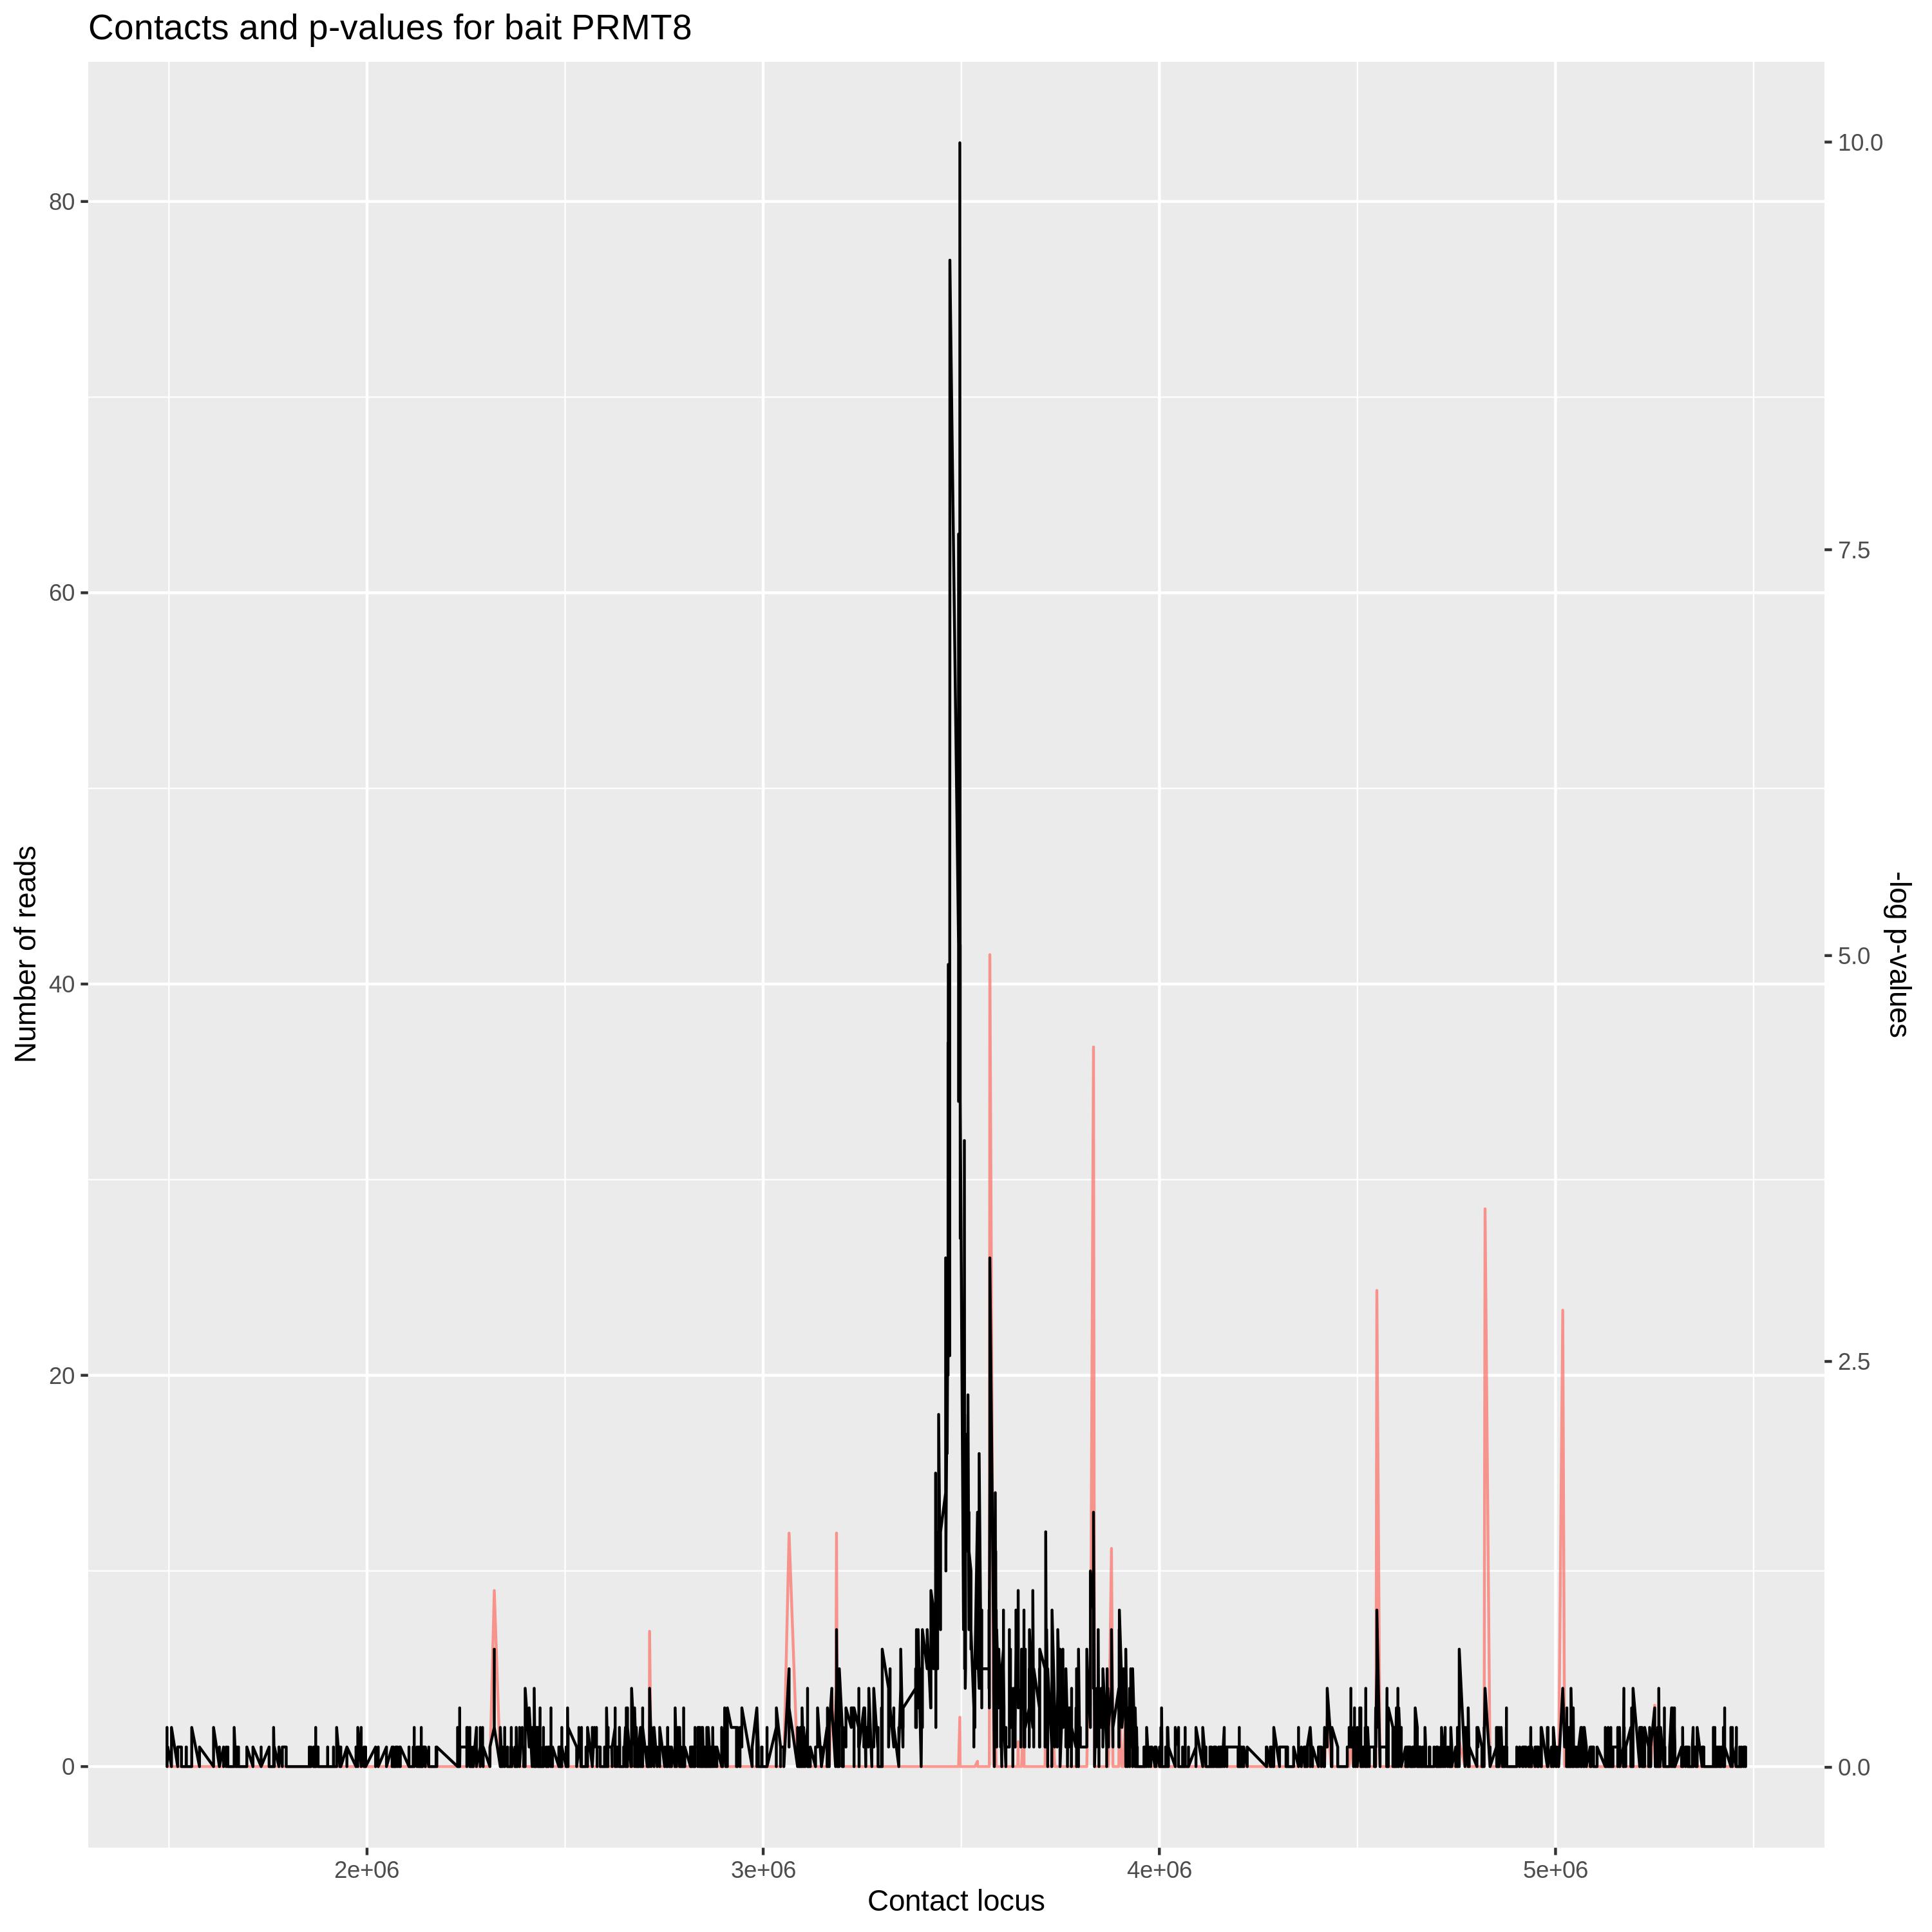 Contacts and p-values for bait PRMT8
80
60
40
20
0
Number of reads
10.0
7.5
5.0
2.5
0.0
-log p-values
2e+06
3e+06
4e+06
5e+06
Contact locus